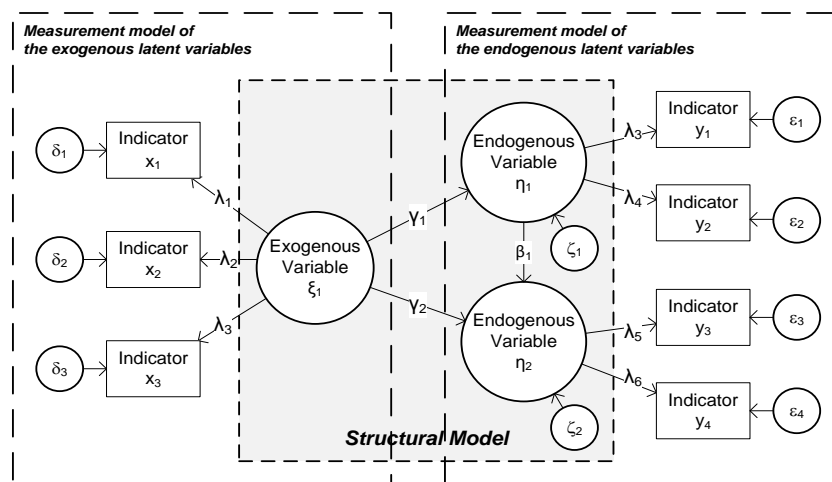 Measurement model of
the exogenous latent variables
Measurement model of
the endogenous latent variables
δ1
Indicator
x1
λ1
δ2
Indicator
x2
λ2
δ3
Indicator
x3
λ3
Exogenous
Variable
ξ1
γ1
γ2
Endogenous
Variable
η1
ζ1
β1
Endogenous
Variable
η2
ζ2
λ3
Indicator
y1
ε1
λ4
Indicator
y2
ε2
λ5
Indicator
y3
ε3
λ6
Indicator
y4
ε4
Structural Model